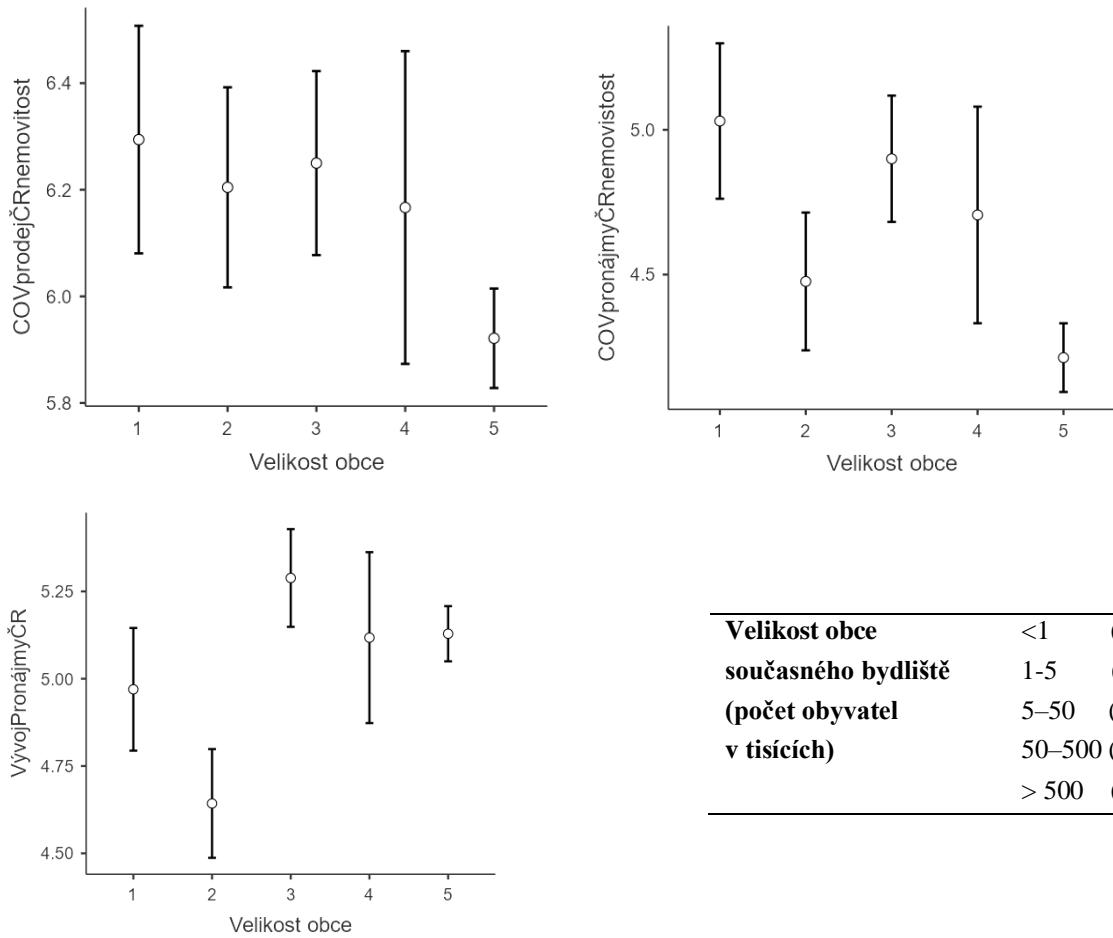 COVprodejČRnemovitost
6.4
6.2
6.0
5.8
1 2 3 4 5
Velikost obce
COVpronájmyČRnemovistost
5.0
4.5
1 2 3 4 5
Velikost obce
VývojPronájmyČR
5.25
5.00
4.75
4.50
1 2 3 4 5
Velikost obce
Velikost obce <1 (
současného bydliště 1-5 (
(počet obyvatel 5–50 (
v tisících) 50–500 (
> 500 (